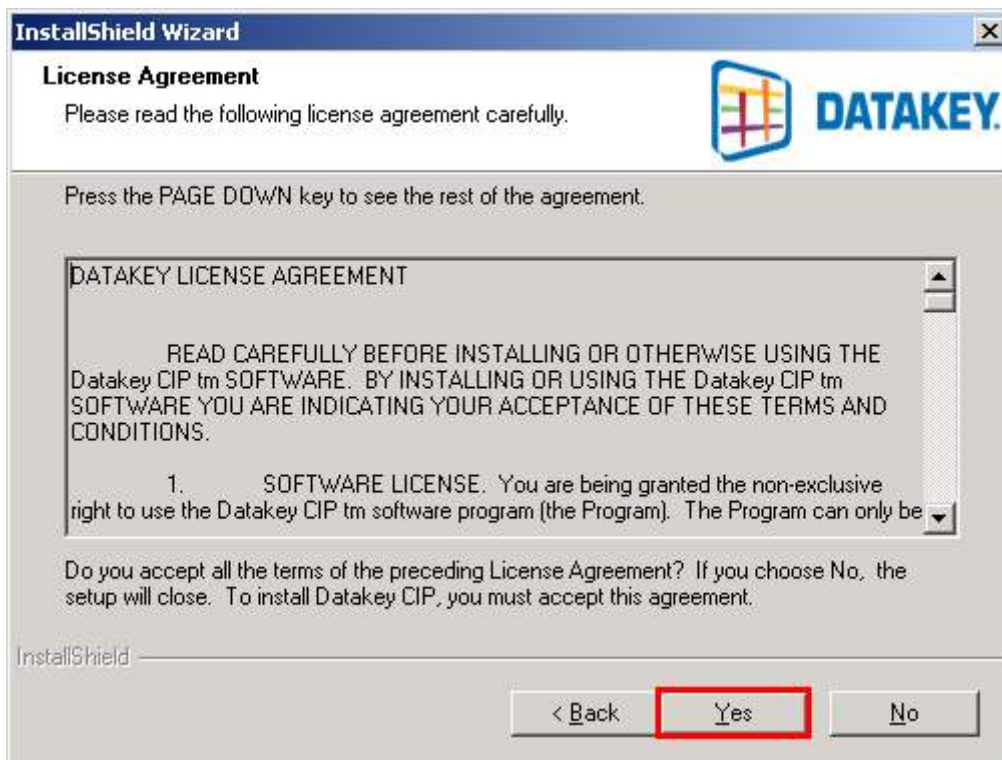 InstallShield Wizard
License Agreement
Please read the following license agreement carefully.
DATAKEY.
Press the PAGE DOWN key to see the rest of the agreement.
DATAKEY LICENSE AGREEMENT
READ CAREFULLY BEFORE INSTALLING OR OTHERWISE USING THE
Datakey CIP tm SOFTWARE. BY INSTALLING OR USING THE Datakey CIP tm
SOFTWARE YOU ARE INDICATING YOUR ACCEPTANCE OF THESE TERMS AND
CONDITIONS.
1. SOFTWARE LICENSE. You are being granted the non-exclusive
right to use the Datakey CIP tm software program (the Program). The Program can only be
Do you accept all the terms of the preceding License Agreement? If you choose No, the
setup will close. To install Datakey CIP, you must accept this agreement.
InstallShield
< Back Yes No